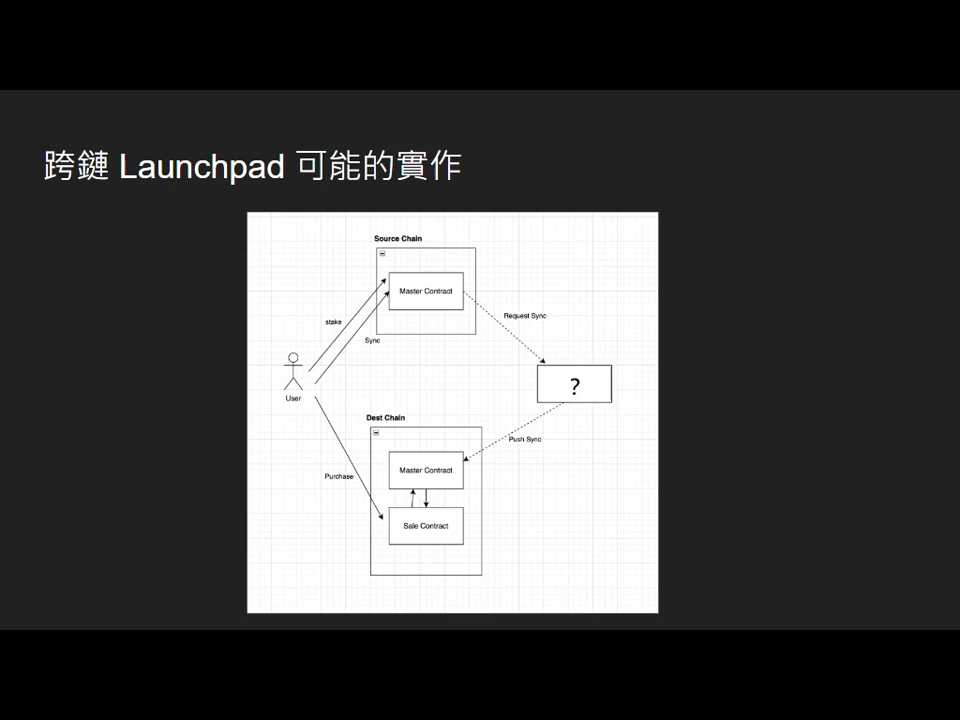 跨鏈 Launchpad 可能的實作
Source Chain
Master Contract
Request Sync
stake
Sync
?
User
Dest Chain
Push Sync
Master Contract
Purchase
Sale Contract